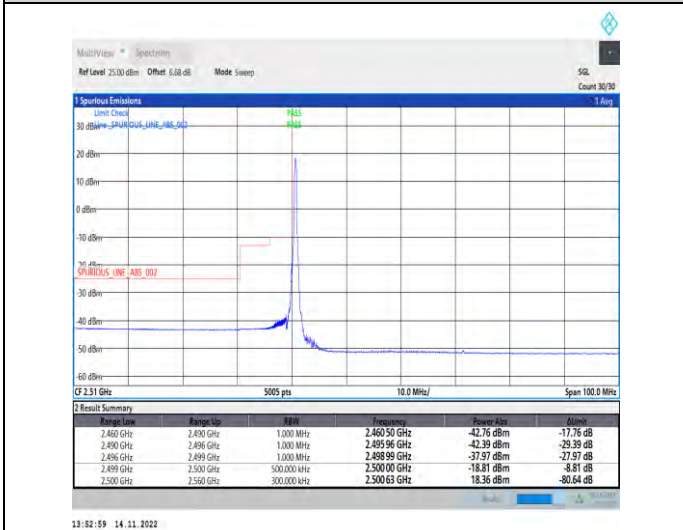 MultiView Spectrum
Ref Level 25.00 dBm Offset 6.68 dB Mode Sweep SGL
Count 30/30
1 Spurious Emissions 1 Avg
Limit Check PASS
30 dBm Line _SPURIOUS_LINE_ABS_002 PASS
20 dBm
10 dBm
0 dBm
-10 dBm
-20 dBm
SPURIOUS_LINE_ABS_002
-30 dBm
-40 dBm
-50 dBm
-60 dBm
CF 2.51 GHz 5005 pts 10.0 MHz/ Span 100.0 MHz
2 Result Summary
Range Low Range Up RBW Frequency Power Abs ΔLimit
2.460 GHz 2.490 GHz 1.000 MHz 2.460 50 GHz -42.76 dBm -17.76 dB
2.490 GHz 2.496 GHz 1.000 MHz 2.495 96 GHz -42.39 dBm -29.39 dB
2.496 GHz 2.499 GHz 1.000 MHz 2.498 99 GHz -37.97 dBm -27.97 dB
2.499 GHz 2.500 GHz 500.000 kHz 2.500 00 GHz -18.81 dBm -8.81 dB
2.500 GHz 2.560 GHz 300.000 kHz 2.500 63 GHz 18.36 dBm -80.64 dB
13:52:59 14.11.2022